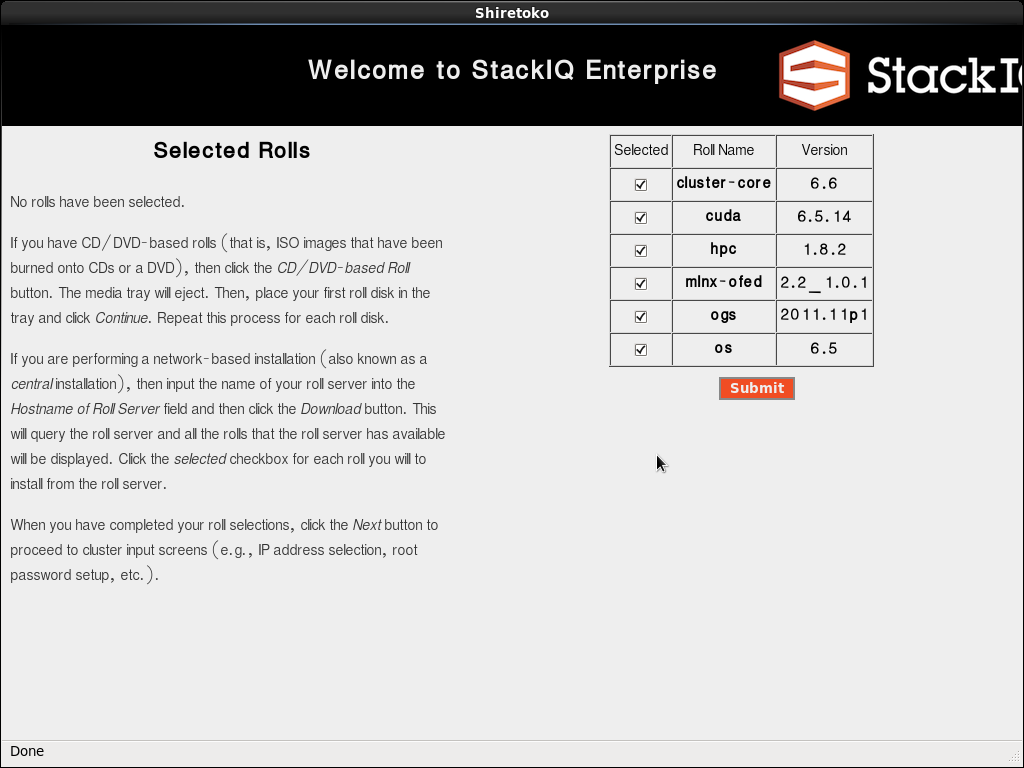 Shiretoko
Welcome to StackIQ Enterprise
StackI
Selected Rolls
No rolls have been selected.
If you have CD/DVD-based rolls (that is, ISO images that have been
burned onto CDs or a DVD), then click the CD/DVD-based Roll
button. The media tray will eject. Then, place your first roll disk in the
tray and click Continue. Repeat this process for each roll disk.
If you are performing a network-based installation (also known as a
central installation), then input the name of your roll server into the
Hostname of Roll Server field and then click the Download button. This
will query the roll server and all the rolls that the roll server has available
will be displayed. Click the selected checkbox for each roll you will to
install from the roll server.
When you have completed your roll selections, click the Next button to
proceed to cluster input screens (e.g., IP address selection, root
password setup, etc.).
Selected Roll Name Version
cluster-core 6.6
cuda 6.5.14
hpc 1.8.2
mlnx-ofed 2.2_1.0.1
ogs 2011.11p1
os 6.5
Submit
Done